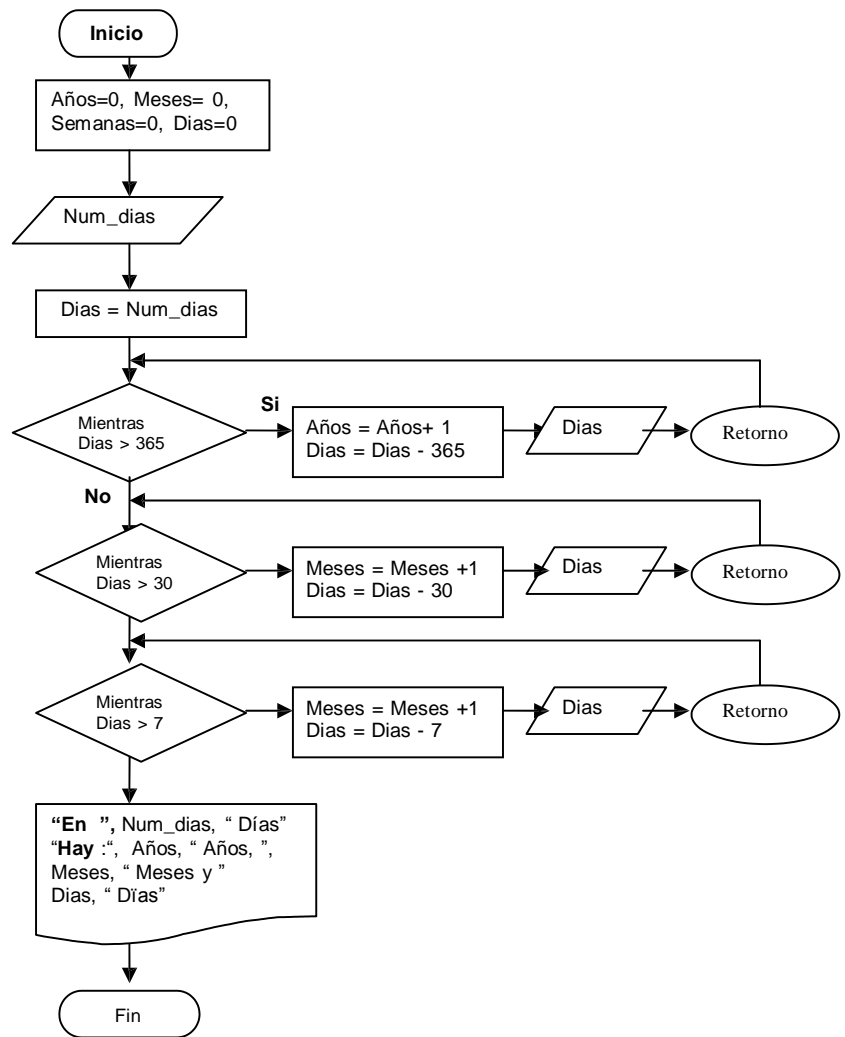 Inicio
Años=0, Meses= 0,
Semanas=0, Dias=0
Num_dias
Dias = Num_dias
Mientras
Dias > 365
Si
Años = Años+ 1
Dias = Dias - 365
Dias
Retorno
No
Mientras
Dias > 30
Meses = Meses +1
Dias = Dias - 30
Dias
Retorno
Mientras
Dias > 7
Meses = Meses +1
Dias = Dias - 7
Dias
Retorno
“En ”, Num_dias, “ Días”
“Hay :“, Años, “ Años, ”,
Meses, “ Meses y ”
Dias, “ Dïas”
Fin